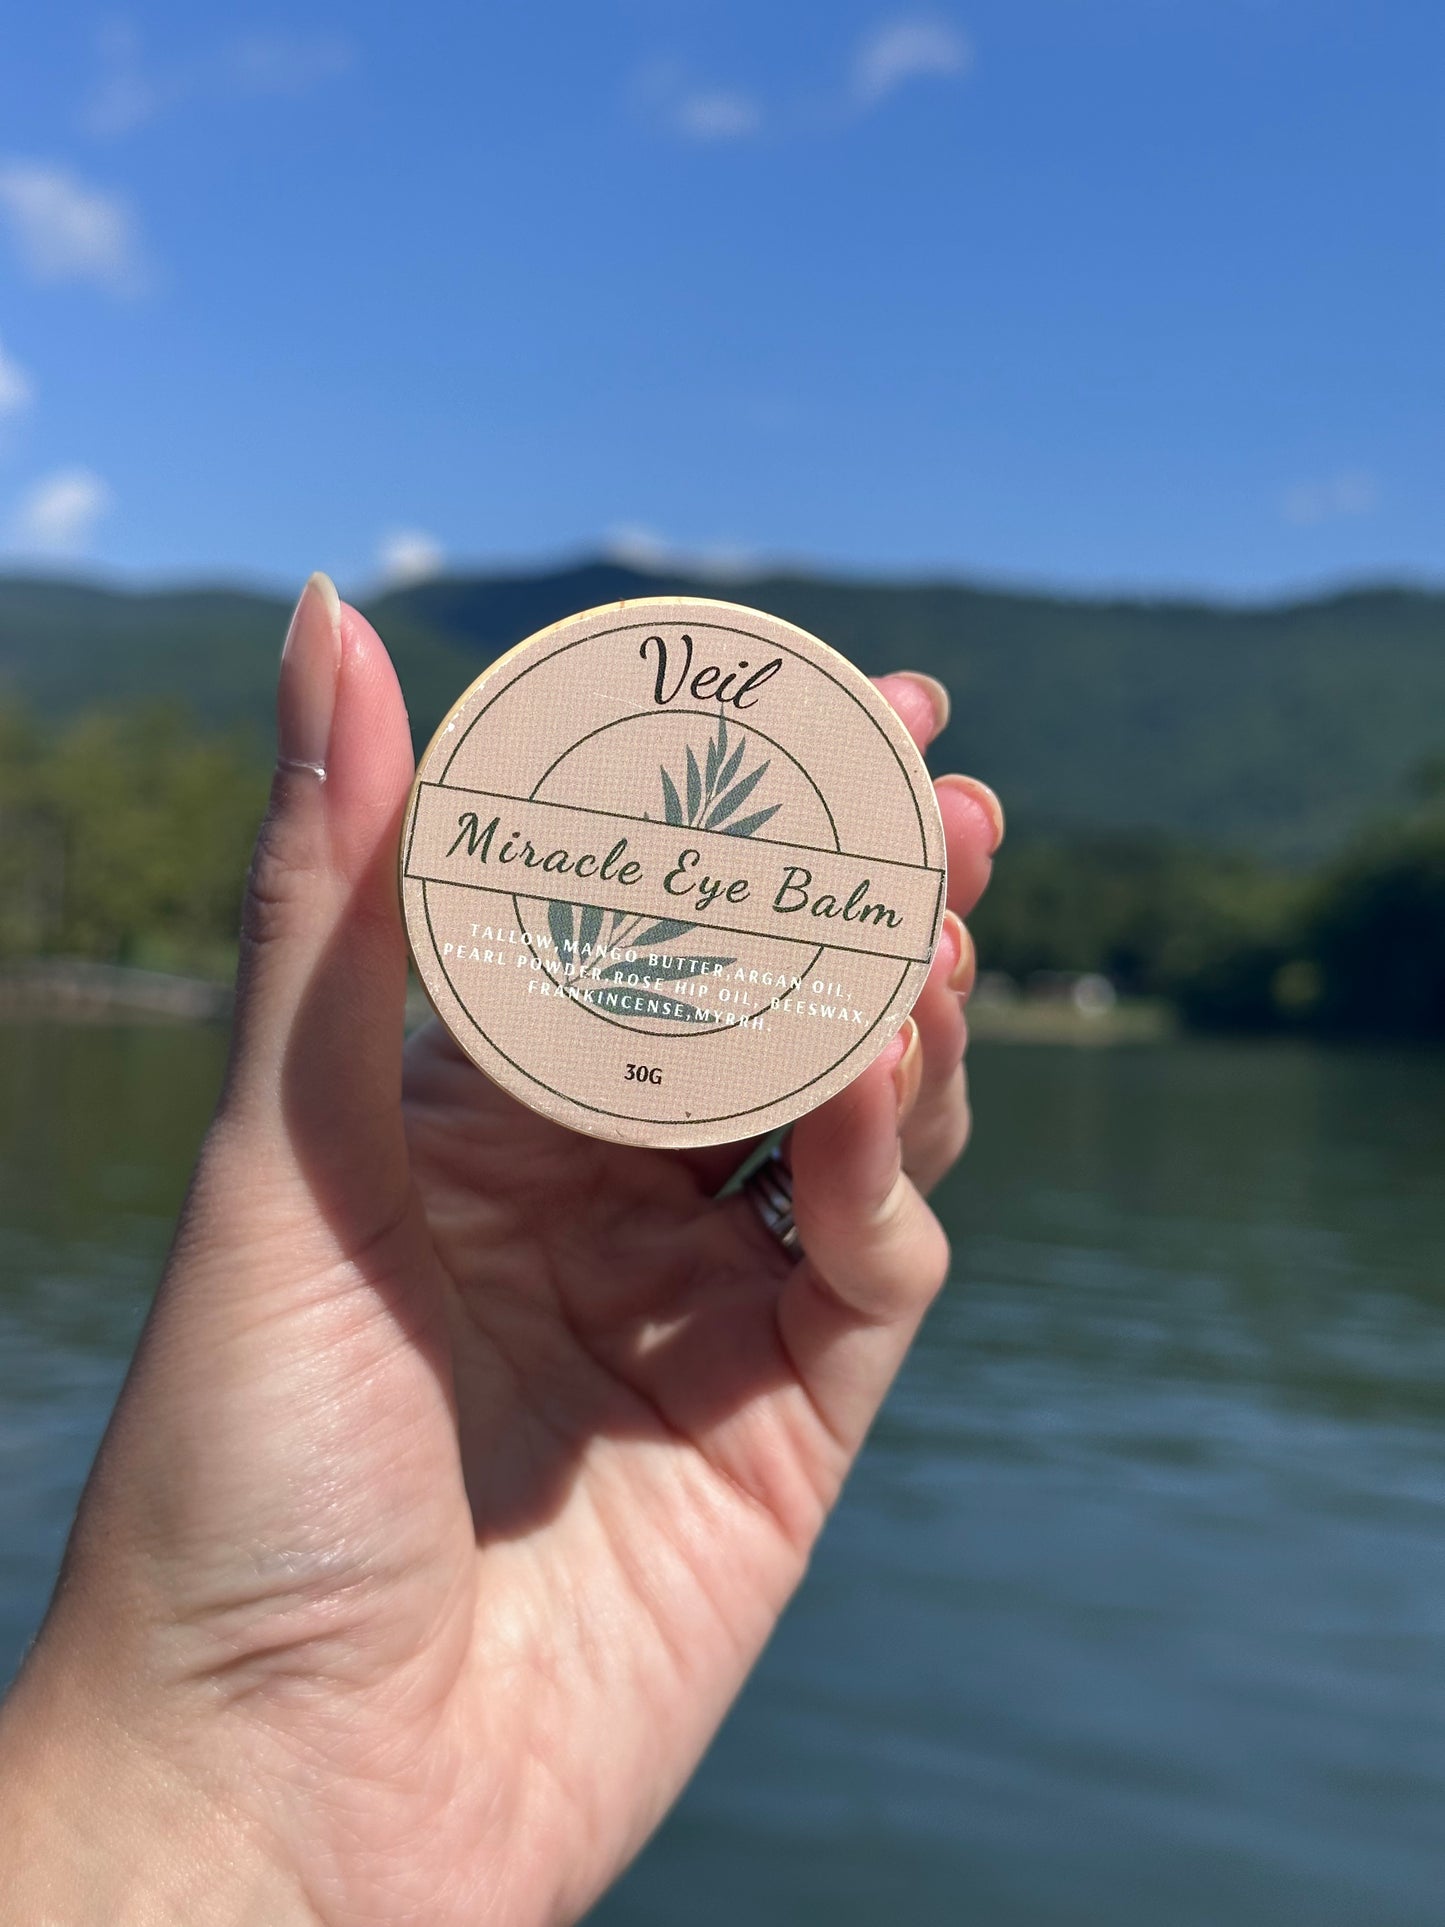 Veil
Miracle Eye Balm
TALLOW,MANGO BUTTER,ARGAN OIL,
PEARL POWDER,ROSE HIP OIL, BEESWAX,
FRANKINCENSE,MYRRH.
30G